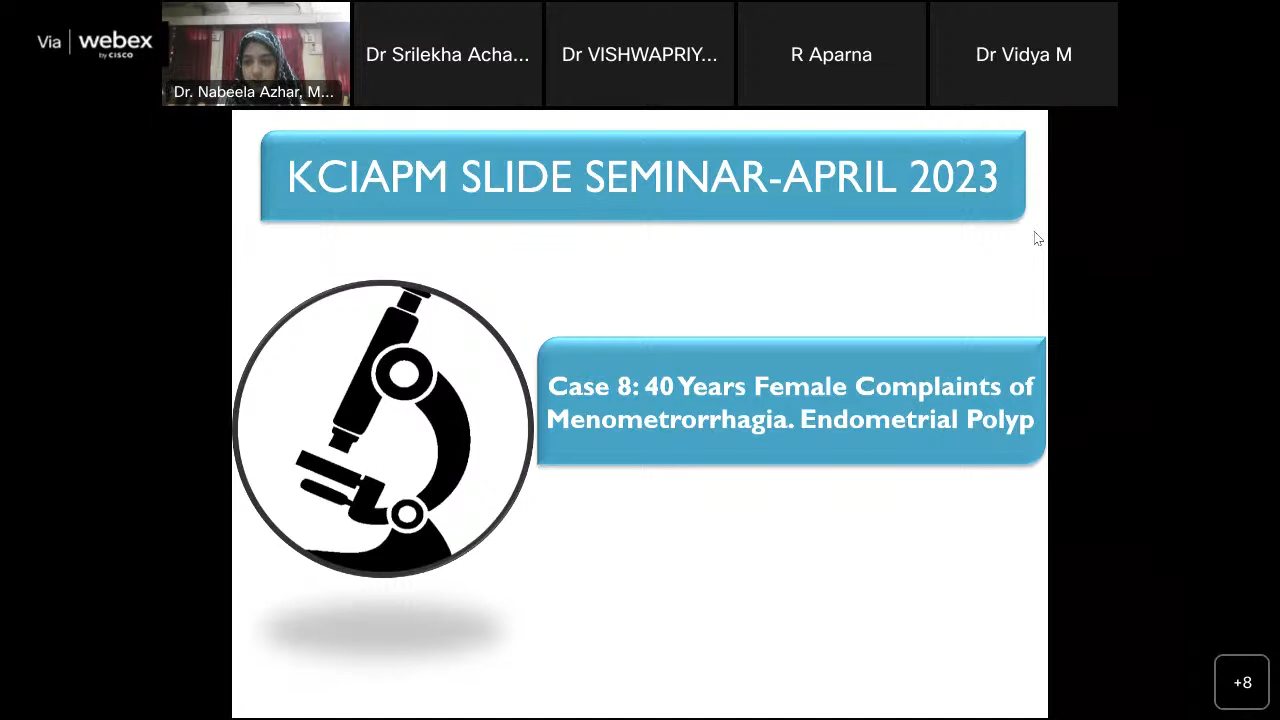 Via webex
by CISCO
Dr. Nabeela Azhar, M...
Dr Srilekha Acha...
Dr VISHWAPRIY...
R Aparna
Dr Vidya M
KCIAPM SLIDE SEMINAR-APRIL 2023
Case 8: 40 Years Female Complaints of
Menometrorrhagia. Endometrial Polyp
+8